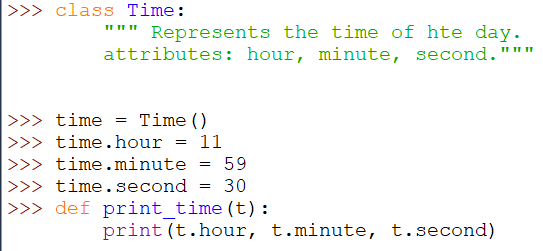 >>> class Time:
        """ Represents the time of hte day.
        attributes: hour, minute, second."""
>>> time = Time()
>>> time.hour = 11
>>> time.minute = 59
>>> time.second = 30
>>> def print_time(t):
        print(t.hour, t.minute, t.second)